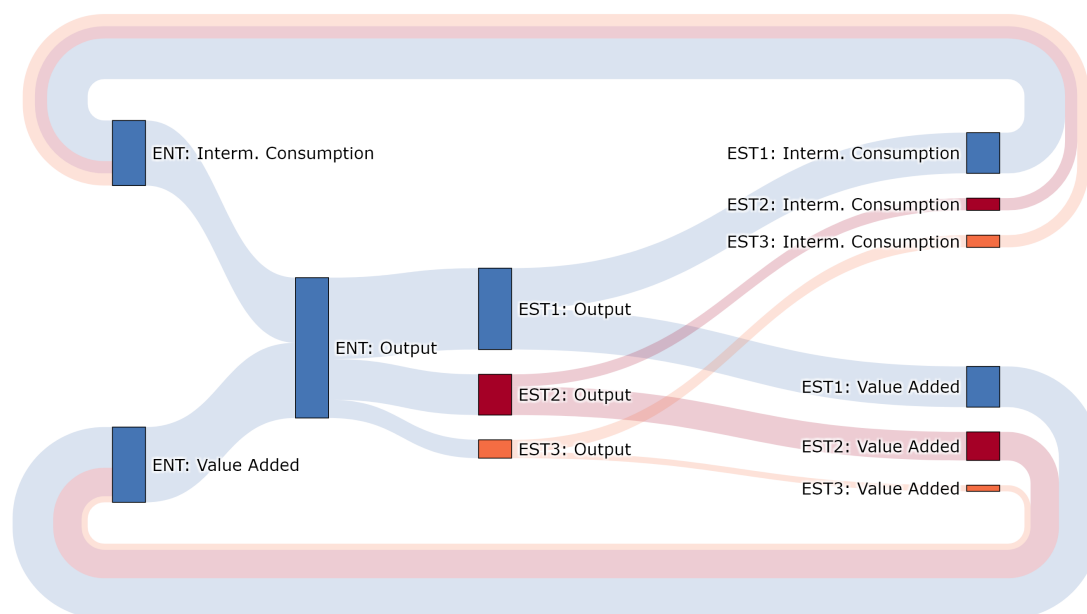 ENT: Interm. Consumption
EST1: Interm. Consumption
EST2: Interm. Consumption
EST3: Interm. Consumption
EST1: Output
ENT: Output
EST1: Value Added
EST2: Output
EST2: Value Added
EST3: Output
ENT: Value Added
EST3: Value Added